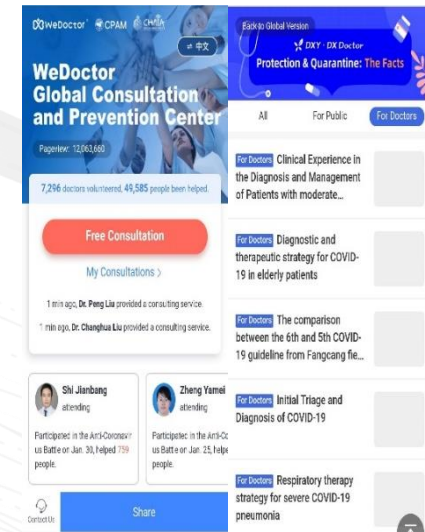 WeDoctor CPAM CHATA
⇌ 中文
WeDoctor
Global Consultation
and Prevention Center
Pageview: 12,063,660
7,296 doctors volunteered, 49,585 people been helped.
Free Consultation
My Consultations >
1 min ago, Dr. Peng Liu provided a consulting service.
1 min ago, Dr. Changhua Liu provided a consulting service.
Shi Jianbang
attending
Participated in the Anti-Coronavir
us Battle on Jan. 30, helped 759
people.
Zheng Yamei
attending
Participated in the Anti-Co
us Battle on Jan. 25, helpe
people.
Contact Us
Share
Back to Global Version
DXY · DX Doctor
Protection & Quarantine: The Facts
All For Public For Doctors
For Doctors Clinical Experience in
the Diagnosis and Management
of Patients with moderate...
For Doctors Diagnostic and
therapeutic strategy for COVID-
19 in elderly patients
For Doctors The comparison
between the 6th and 5th COVID-
19 guideline from Fangcang fie...
For Doctors Initial Triage and
Diagnosis of COVID-19
For Doctors Respiratory therapy
strategy for severe COVID-19
pneumonia